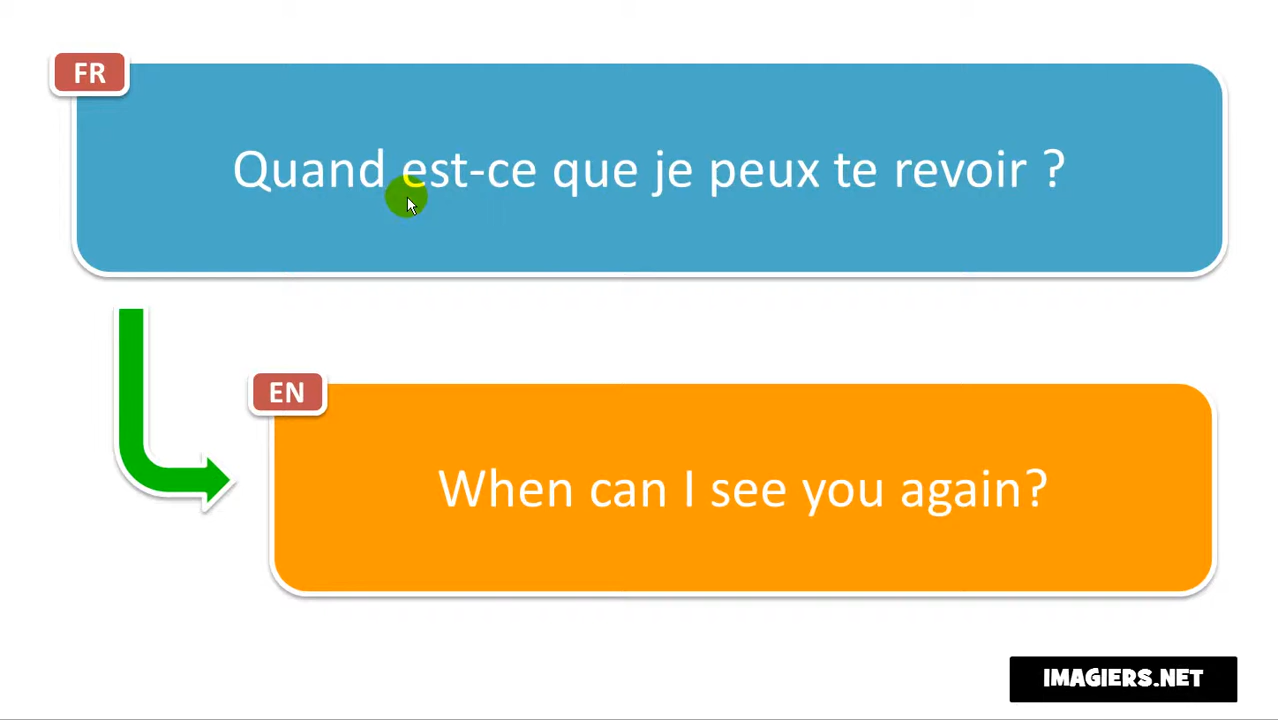 FR
Quand est-ce que je peux te revoir ?
EN
When can I see you again?
IMAGIERS.NET